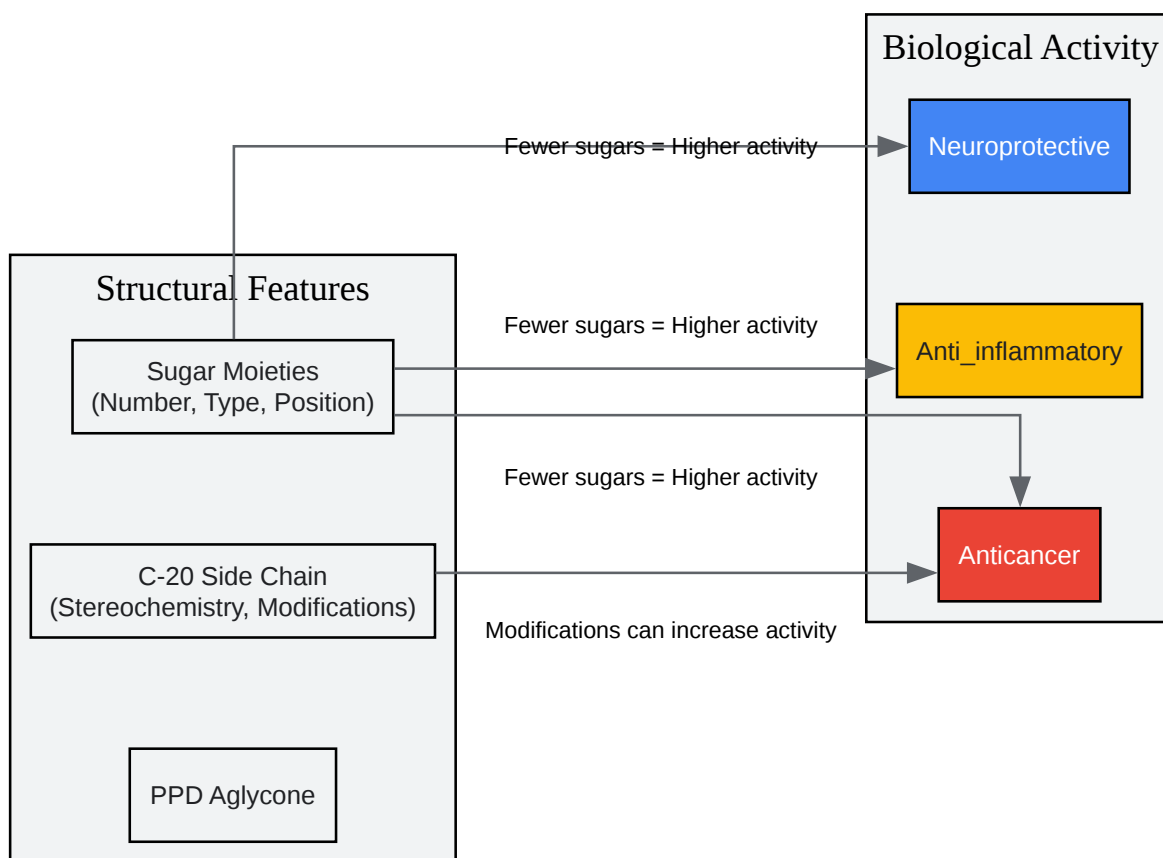 Biological Activity
Fewer sugars = Higher activity
Neuroprotective
Structural Features
Fewer sugars = Higher activity
Anti_inflammatory
Sugar Moieties
(Number, Type, Position)
Fewer sugars = Higher activity
Anticancer
C-20 Side Chain
(Stereochemistry, Modifications)
Modifications can increase activity
PPD Aglycone